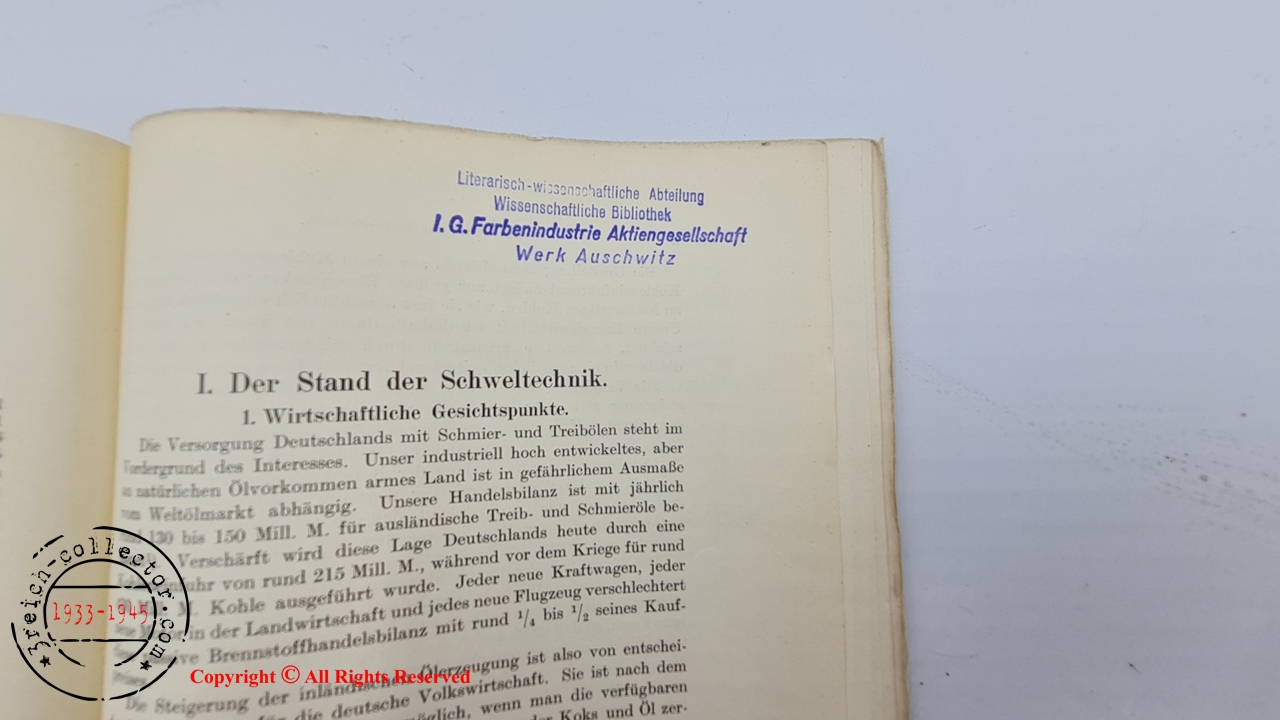 Literarisch-wissenschaftliche Abteilung
Wissenschaftliche Bibliothek
I. G. Farbenindustrie Aktiengesellschaft
Werk Auschwitz
I. Der Stand der Schweltechnik.
1. Wirtschaftliche Gesichtspunkte.
Die Versorgung Deutschlands mit Schmier- und Treibölen steht im
Vordergrund des Interesses. Unser industriell hoch entwickeltes, aber
an natürlichen Ölvorkommen armes Land ist in gefährlichem Ausmaße
vom Weltölmarkt abhängig. Unsere Handelsbilanz ist mit jährlich
130 bis 150 Mill. M. für ausländische Treib- und Schmieröle be-
Verschärft wird diese Lage Deutschlands heute durch eine
von rund 215 Mill. M., während vor dem Kriege für rund
M. Kohle ausgeführt wurde. Jeder neue Kraftwagen, jeder
in der Landwirtschaft und jedes neue Flugzeug verschlechtert
Brennstoffhandelsbilanz mit rund 1/4 bis 1/2 seines Kauf-
Die Steigerung der inländischen Ölerzeugung ist also von entschei-
für die deutsche Volkswirtschaft. Sie ist nach dem
möglich, wenn man die verfügbaren
Koks und Öl zer-
3reich-collector.com
1933-1945
Copyright © All Rights Reserved